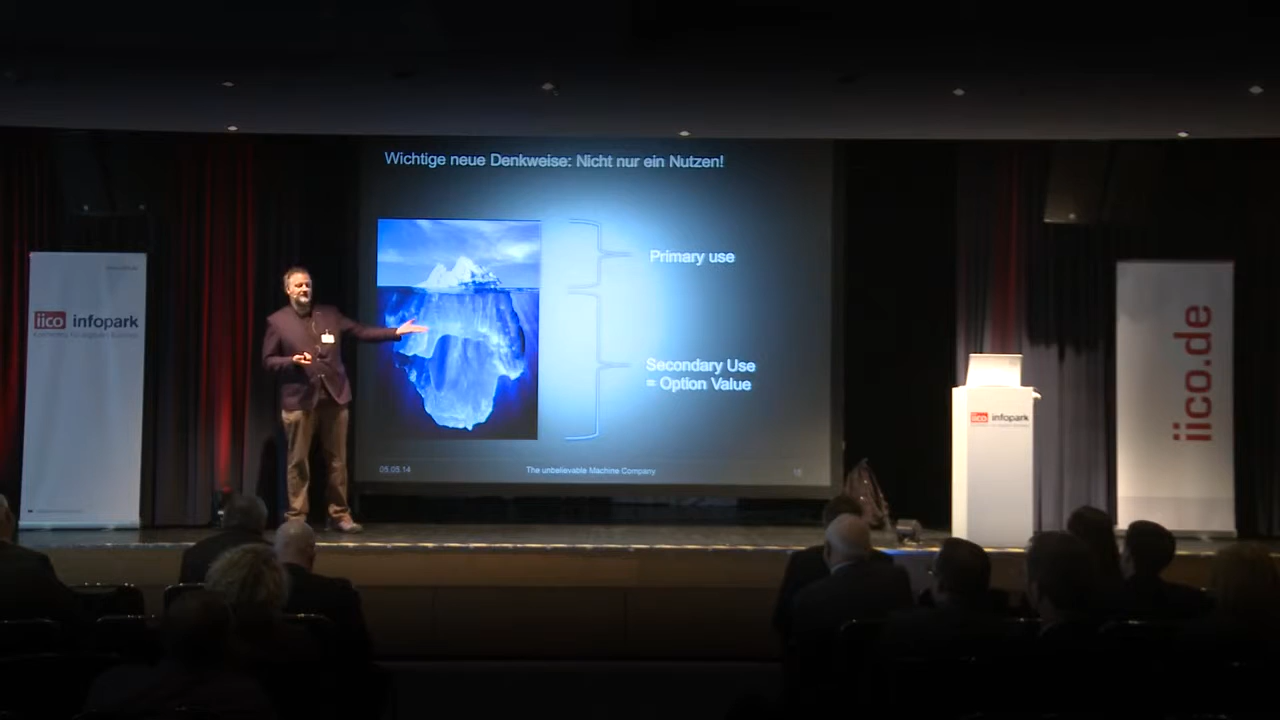 Wichtige neue Denkweise: Nicht nur ein Nutzen!
Primary use
Secondary Use
= Option Value
05.05.14
The unbelievable Machine Company
iico infopark
iico infopark
iico.de